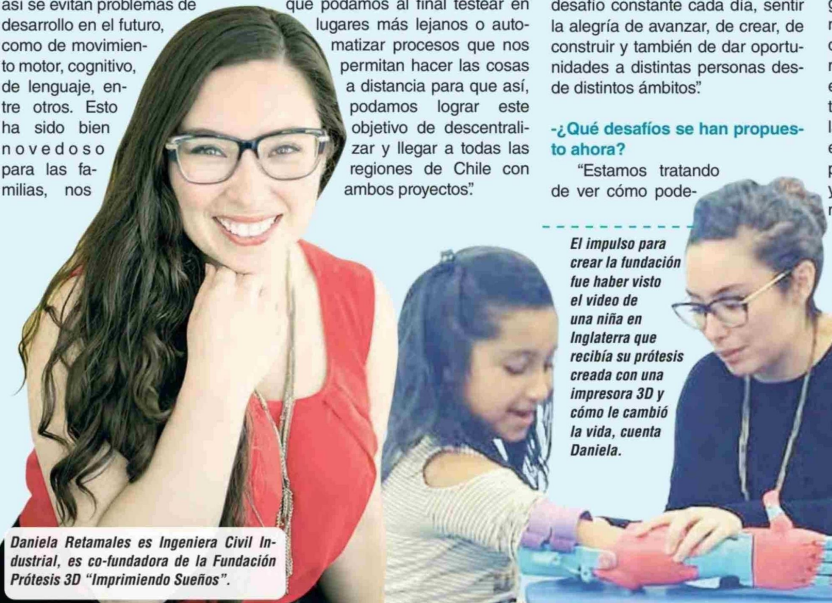 así se evitan problemas de
desarrollo en el futuro,
como de movimien-
to motor, cognitivo,
de lenguaje, en-
tre otros. Esto
ha sido bien
novedoso
para las fa-
milias, nos
que podamos al final testear en
lugares más lejanos o auto-
matizar procesos que nos
permitan hacer las cosas
a distancia para que así,
podamos lograr este
objetivo de descentrali-
zar y llegar a todas las
regiones de Chile con
ambos proyectos".
desafío constante cada día, sentir
la alegría de avanzar, de crear, de
construir y también de dar oportu-
nidades a distintas personas des-
de distintos ámbitos".
-¿Qué desafíos se han propues-
to ahora?
"Estamos tratando
de ver cómo pode-
El impulso para
crear la fundación
fue haber visto
el video de
una niña en
Inglaterra que
recibía su prótesis
creada con una
impresora 3D y
cómo le cambió
la vida, cuenta
Daniela.
Daniela Retamales es Ingeniera Civil In-
dustrial, es co-fundadora de la Fundación
Prótesis 3D "Imprimiendo Sueños".